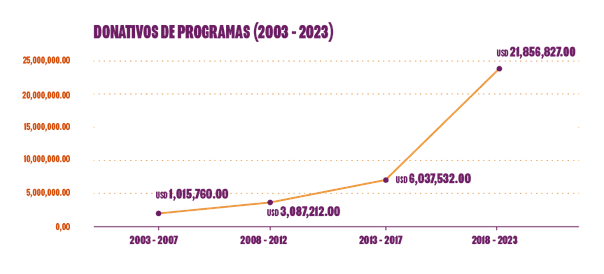 DONATIVOS DE PROGRAMAS (2003 - 2023)
25,000,000.00
USD 21,856,827.00
20,000,000.00
15,000,000.00
10,000,000.00
USD 6,037,532.00
5,000,000.00
USD 1,015,760.00
USD 3,087,212.00
0,00
2003 - 2007
2008 - 2012
2013 - 2017
2018 - 2023